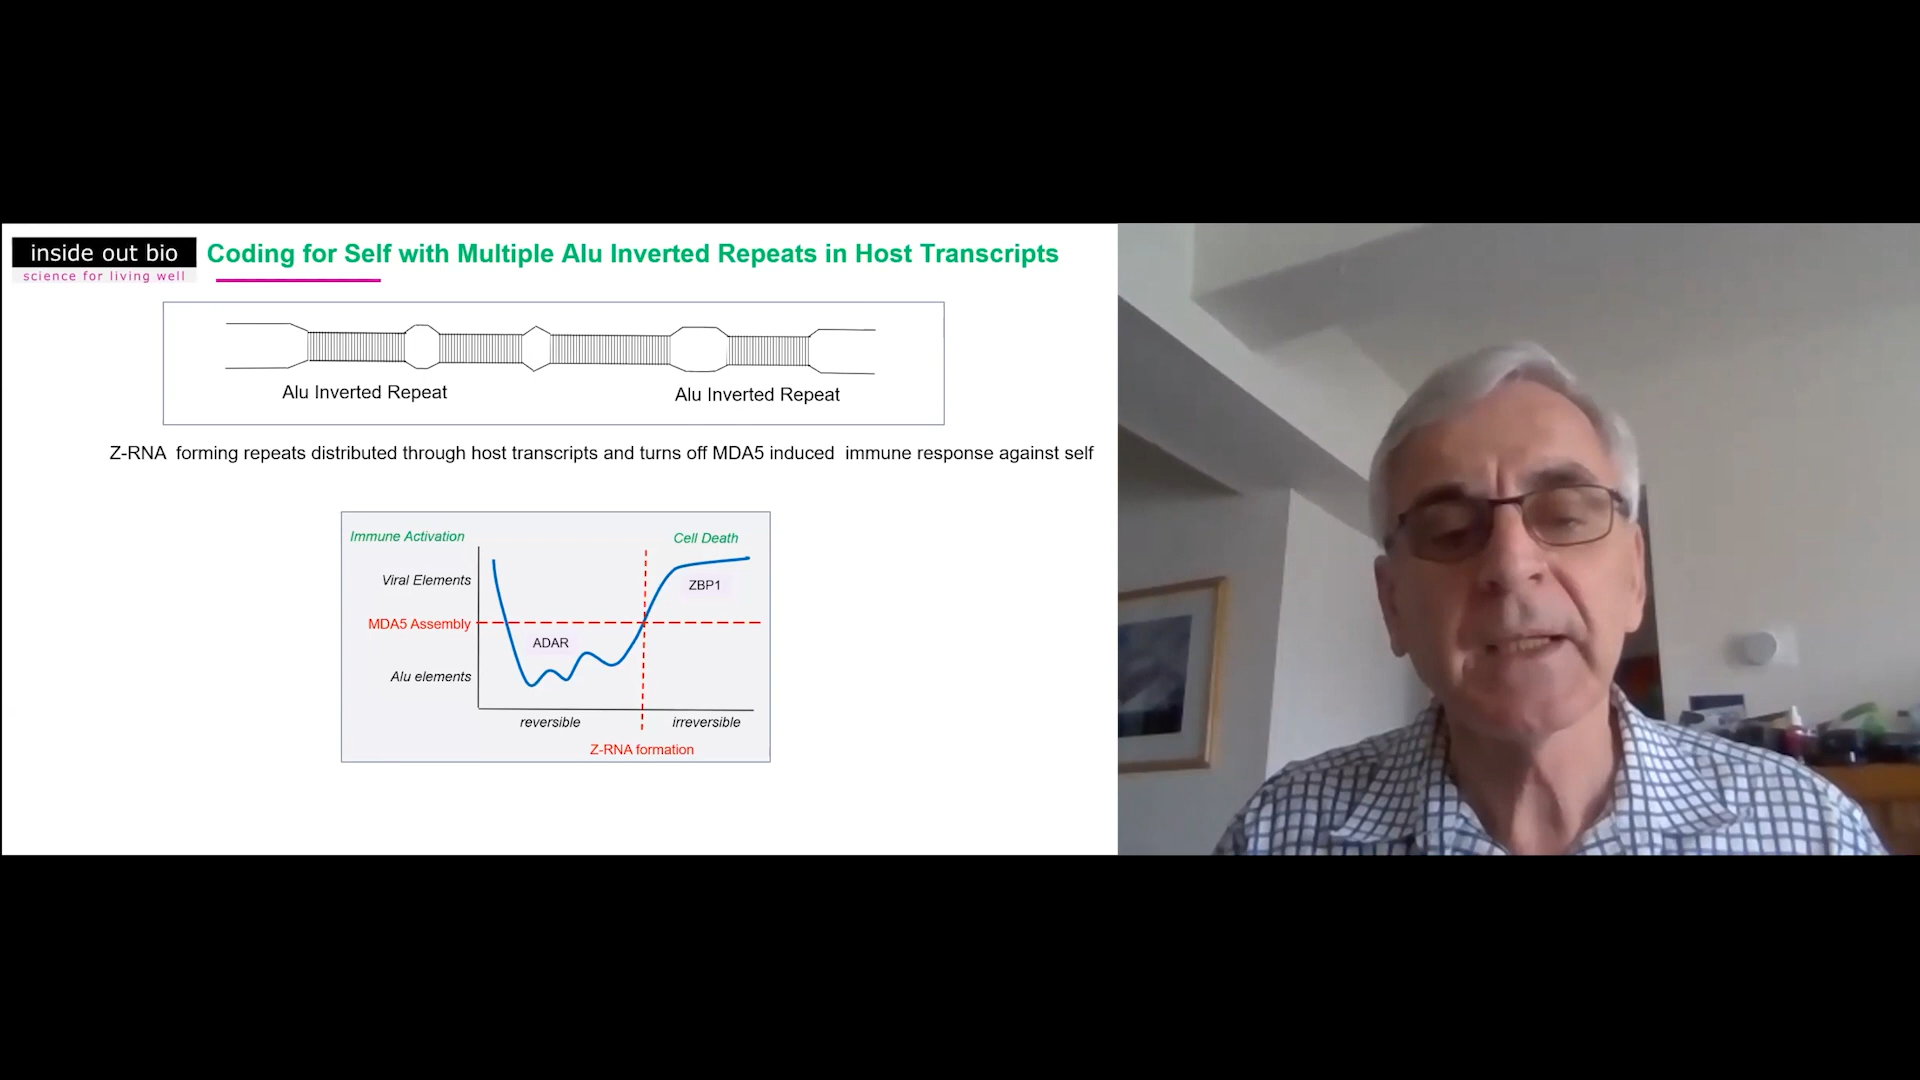 inside out bio
science for living well
Coding for Self with Multiple Alu Inverted Repeats in Host Transcripts
Alu Inverted Repeat
Alu Inverted Repeat
Z-RNA forming repeats distributed through host transcripts and turns off MDA5 induced immune response against self
Immune Activation
Cell Death
Viral Elements
ZBP1
MDA5 Assembly
ADAR
Alu elements
reversible
irreversible
Z-RNA formation